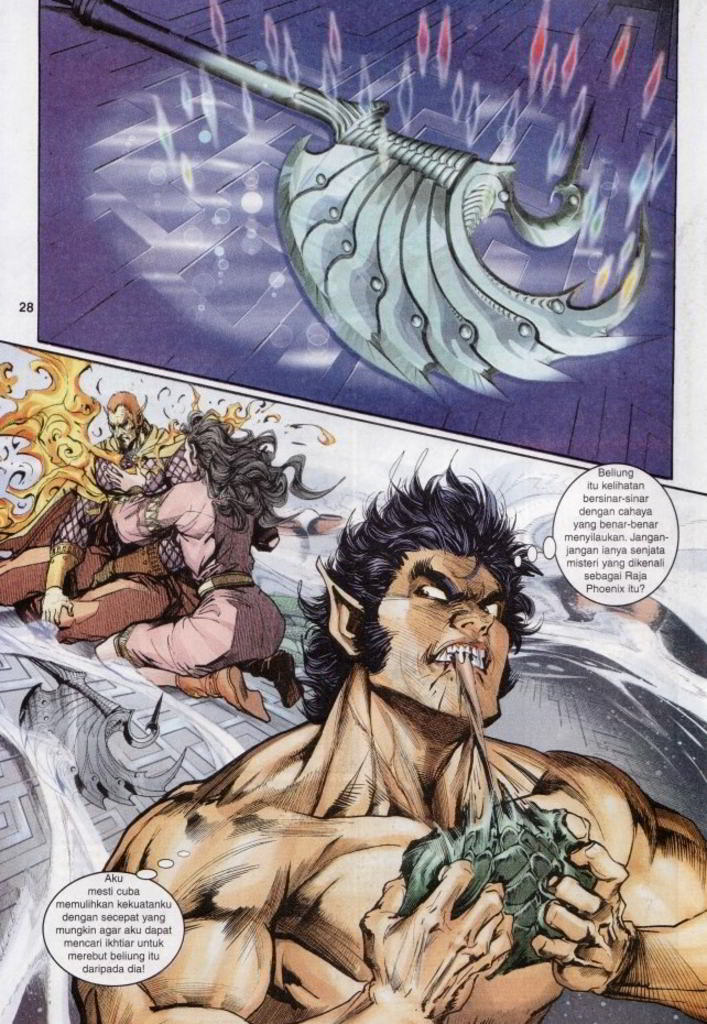 28
Beliung
itu kelihatan
bersinar-sinar
dengan cahaya
yang benar-benar
menyilaukan. Jangan-
jangan ianya senjata
misteri yang dikenali
sebagai Raja
Phoenix itu?
Aku
mesti cuba
memulihkan kekuatanku
dengan secepat yang
mungkin agar aku dapat
mencari ikhtiar untuk
merebut beliung itu
daripada dia!